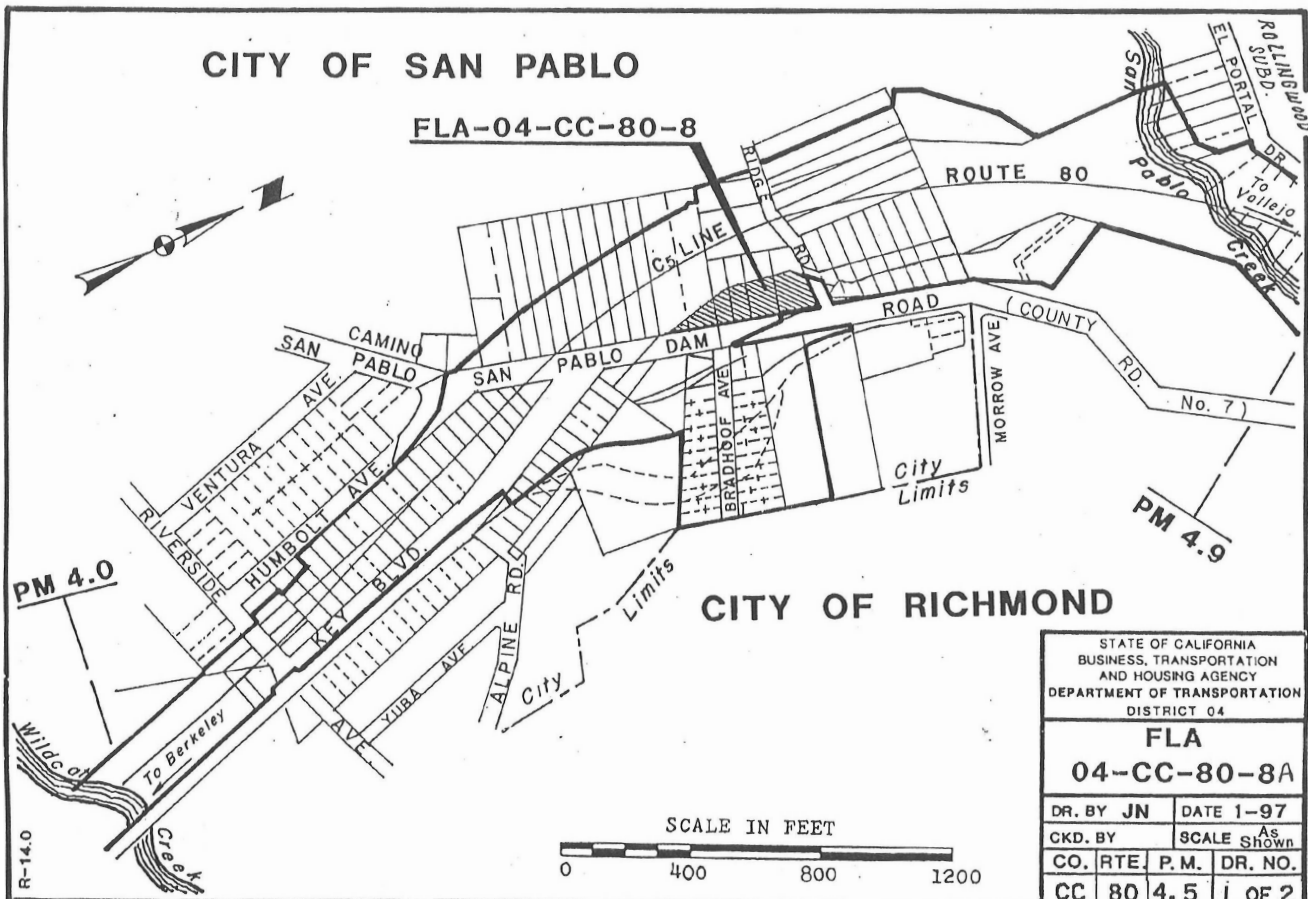 CITY OF SAN PABLO
FLA-04-CC-80-8
ROLLINGWOOD
SUBD.
EL PORTAL
DR
San
Pablo
Creek
To
Vallejo
RIDGE
RD.
ROUTE 80
C5 LINE
CAMINO
SAN PABLO
AVE.
SAN PABLO DAM ROAD
(COUNTY
RD.
No. 7)
VENTURA
RIVERSIDE
HUMBOLT AVE.
BRADHOOF AVE
MORROW AVE
City
Limits
PM 4.9
PM 4.0
KEY BLVD.
ALPINE RD.
Limits
City
CITY OF RICHMOND
YUBA AVE
AVE
To Berkeley
Wildcat
Creek
R-14.0
SCALE IN FEET
0 400 800 1200
STATE OF CALIFORNIA
BUSINESS, TRANSPORTATION
AND HOUSING AGENCY
DEPARTMENT OF TRANSPORTATION
DISTRICT 04
FLA
04-CC-80-8A
DR. BY JN DATE 1-97
CKD. BY SCALE As Shown
CO. RTE. P.M. DR. NO.
CC 80 4.5 1 OF 2